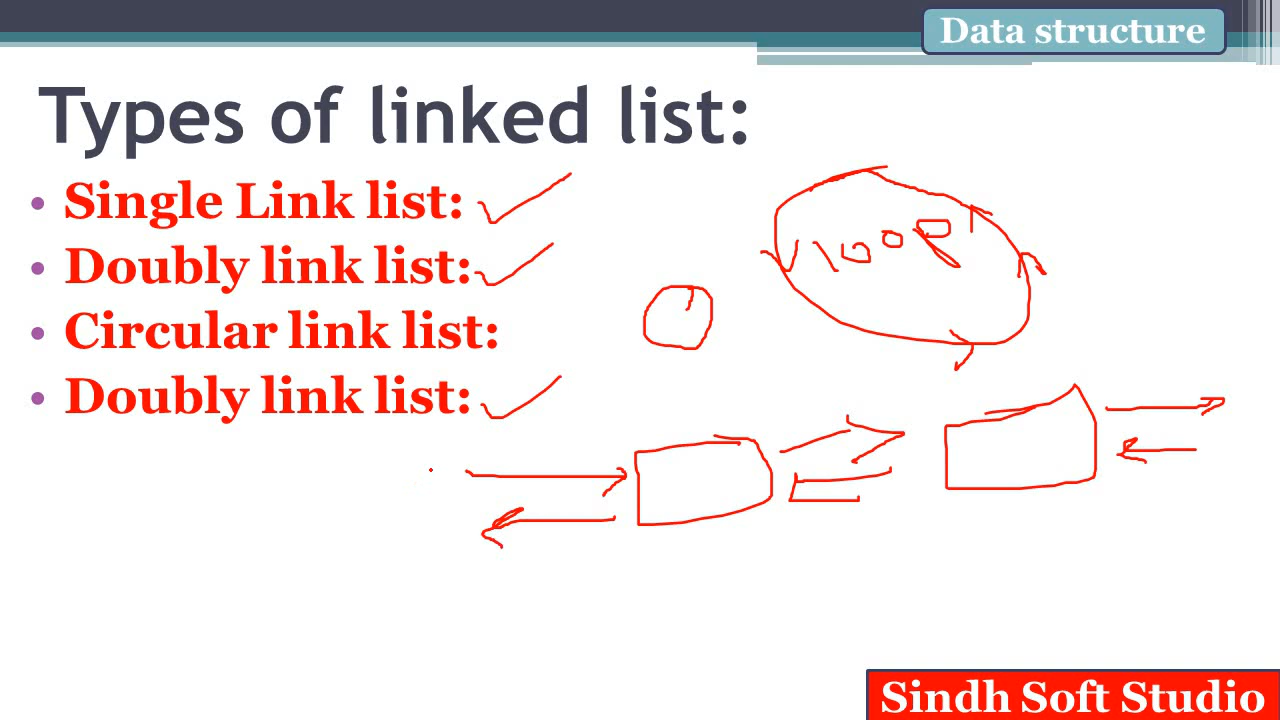 Data structure
Types of linked list:
• Single Link list:
• Doubly link list:
• Circular link list:
• Doubly link list:
Sindh Soft Studio